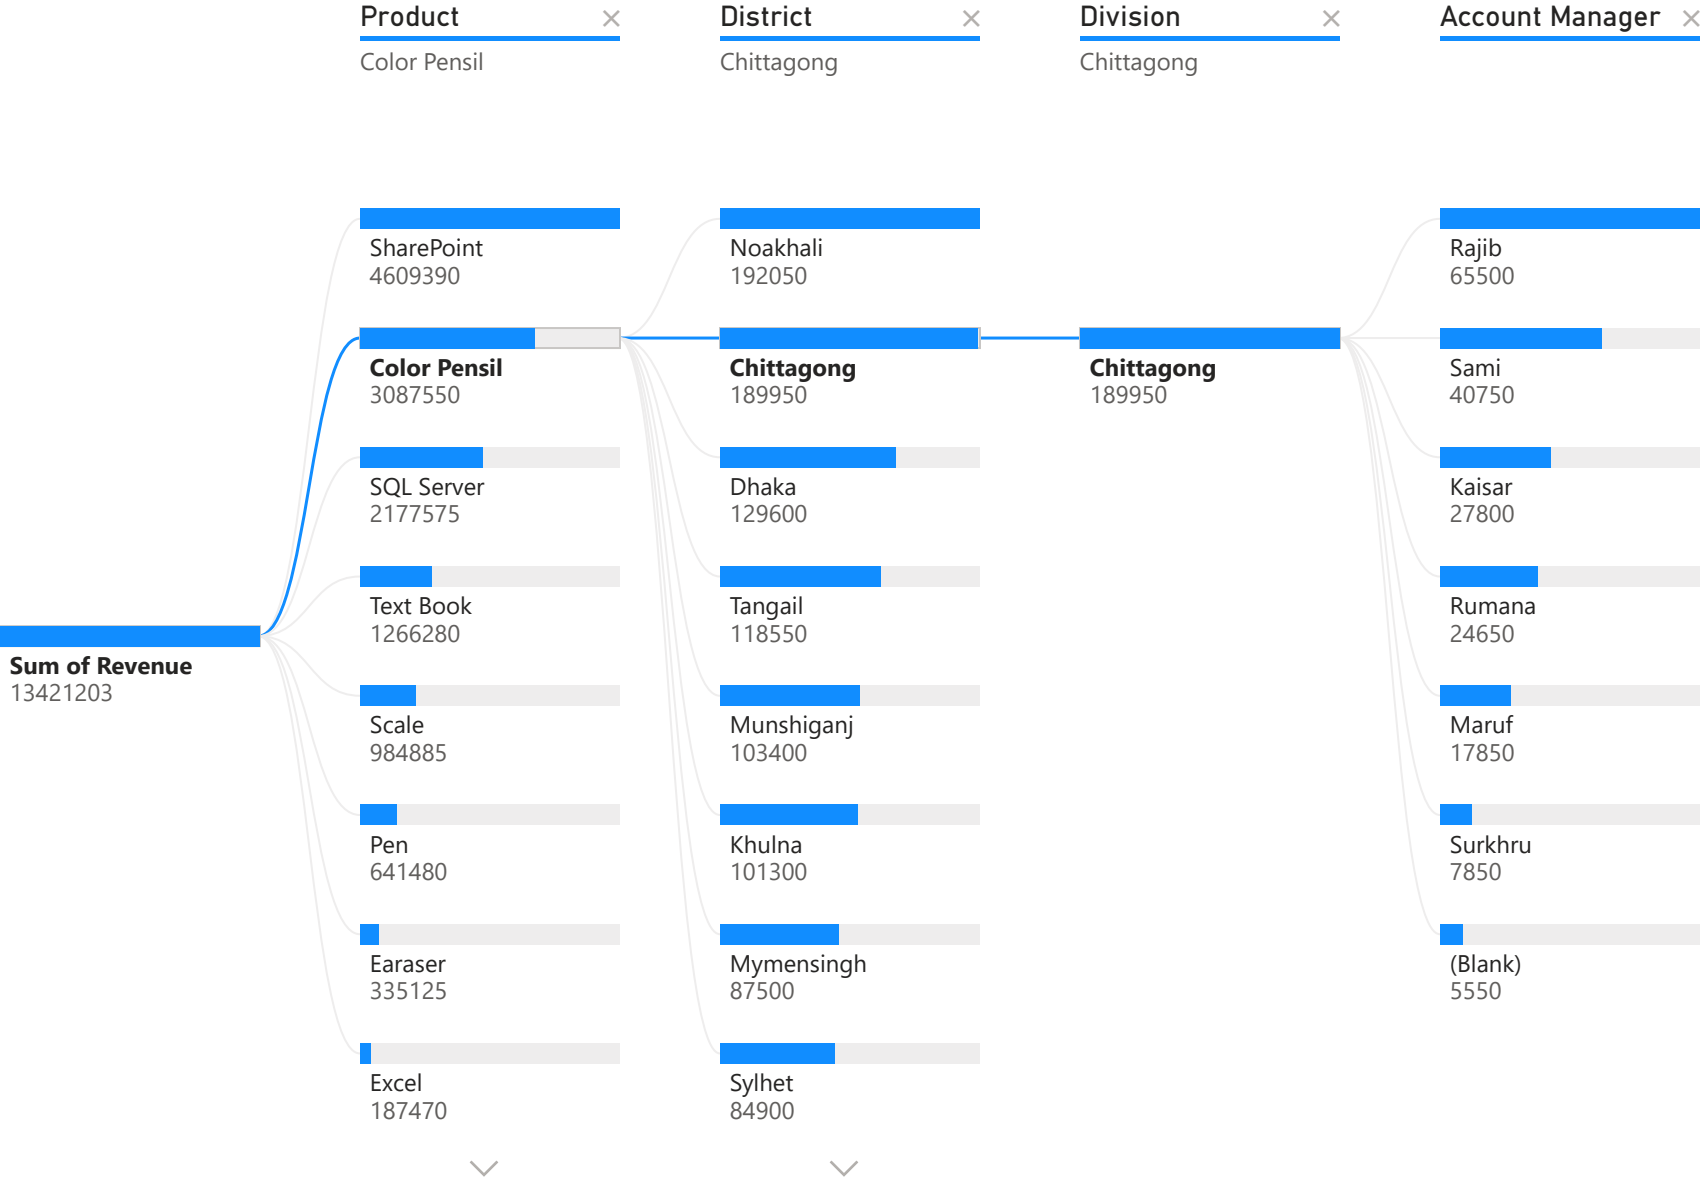 Product
Color Pensil
District
Chittagong
Division
Chittagong
Account Manager
Sum of Revenue
13421203
SharePoint
4609390
Color Pensil
3087550
SQL Server
2177575
Text Book
1266280
Scale
984885
Pen
641480
Earaser
335125
Excel
187470
Noakhali
192050
Chittagong
189950
Dhaka
129600
Tangail
118550
Munshiganj
103400
Khulna
101300
Mymensingh
87500
Sylhet
84900
Chittagong
189950
Rajib
65500
Sami
40750
Kaisar
27800
Rumana
24650
Maruf
17850
Surkhru
7850
(Blank)
5550